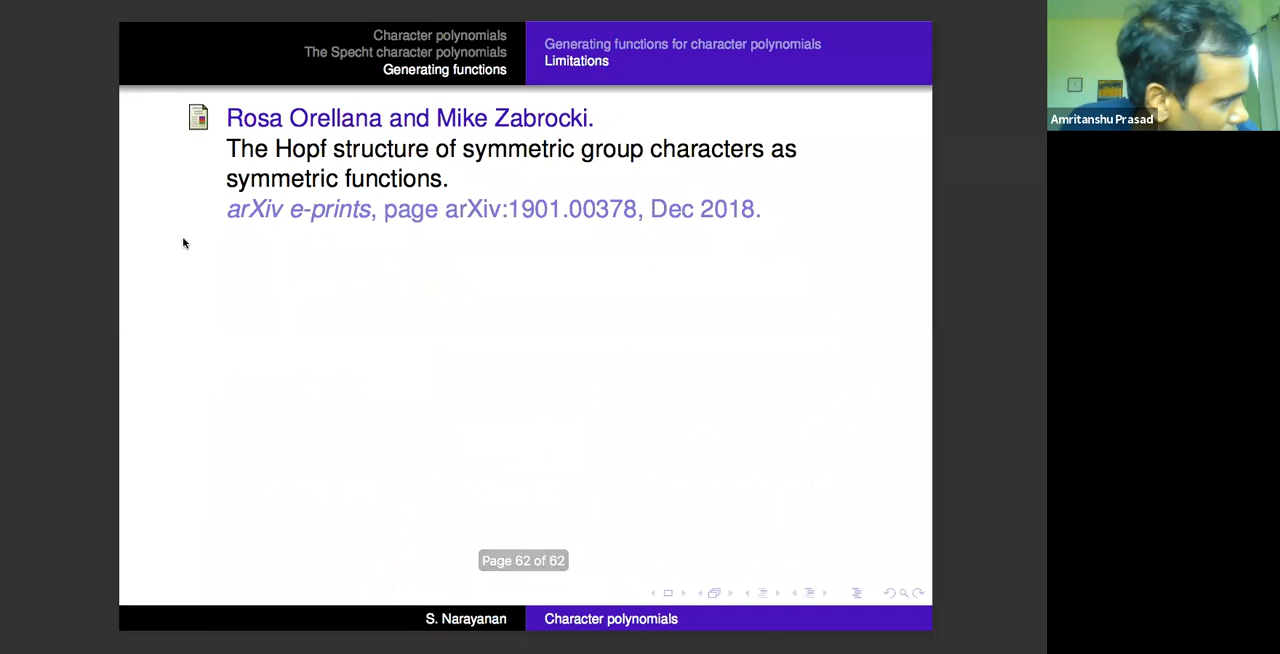 Character polynomials
The Specht character polynomials
Generating functions
Generating functions for character polynomials
Limitations
Rosa Orellana and Mike Zabrocki.
The Hopf structure of symmetric group characters as
symmetric functions.
arXiv e-prints, page arXiv:1901.00378, Dec 2018.
Page 62 of 62
S. Narayanan
Character polynomials
Amritanshu Prasad